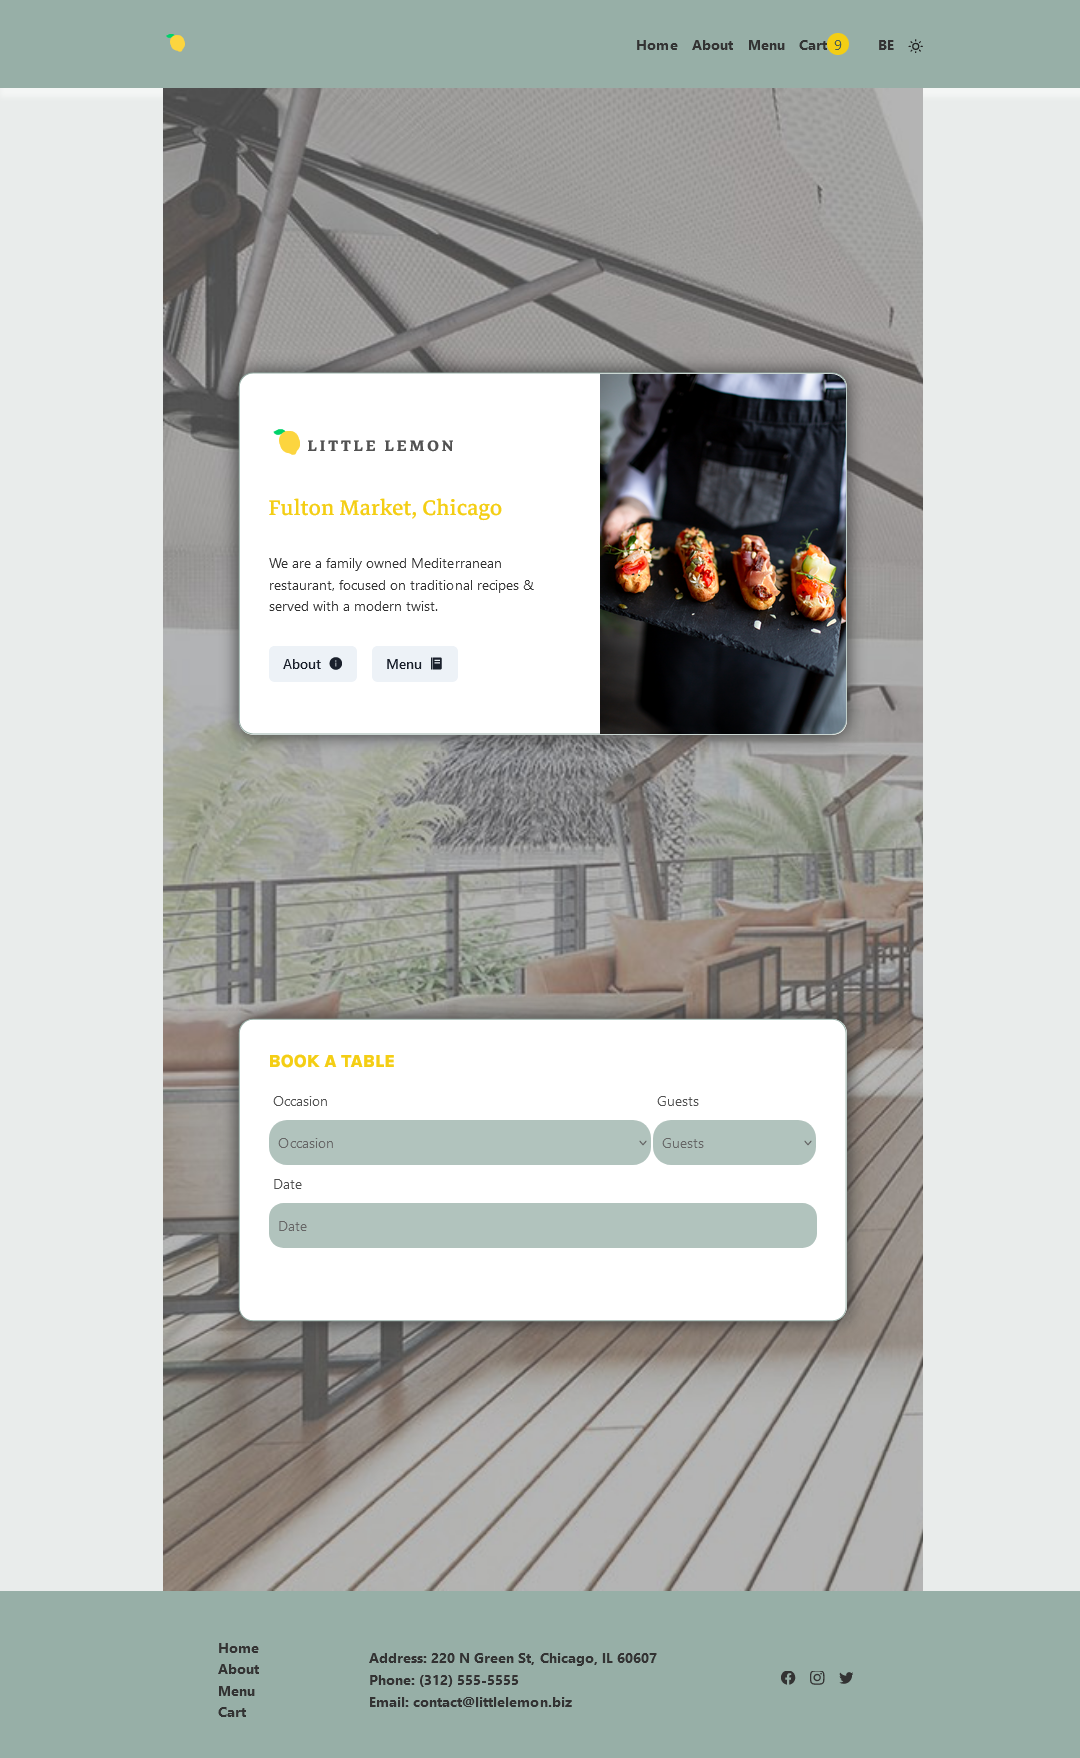 Home About Menu Cart 9 BE
LITTLE LEMON
Fulton Market, Chicago
We are a family owned Mediterranean
restaurant, focused on traditional recipes &
served with a modern twist.
About Menu
BOOK A TABLE
Occasion Guests
Occasion Guests
Date
Date
Home
About
Menu
Cart
Address: 220 N Green St, Chicago, IL 60607
Phone: (312) 555-5555
Email: contact@littlelemon.biz